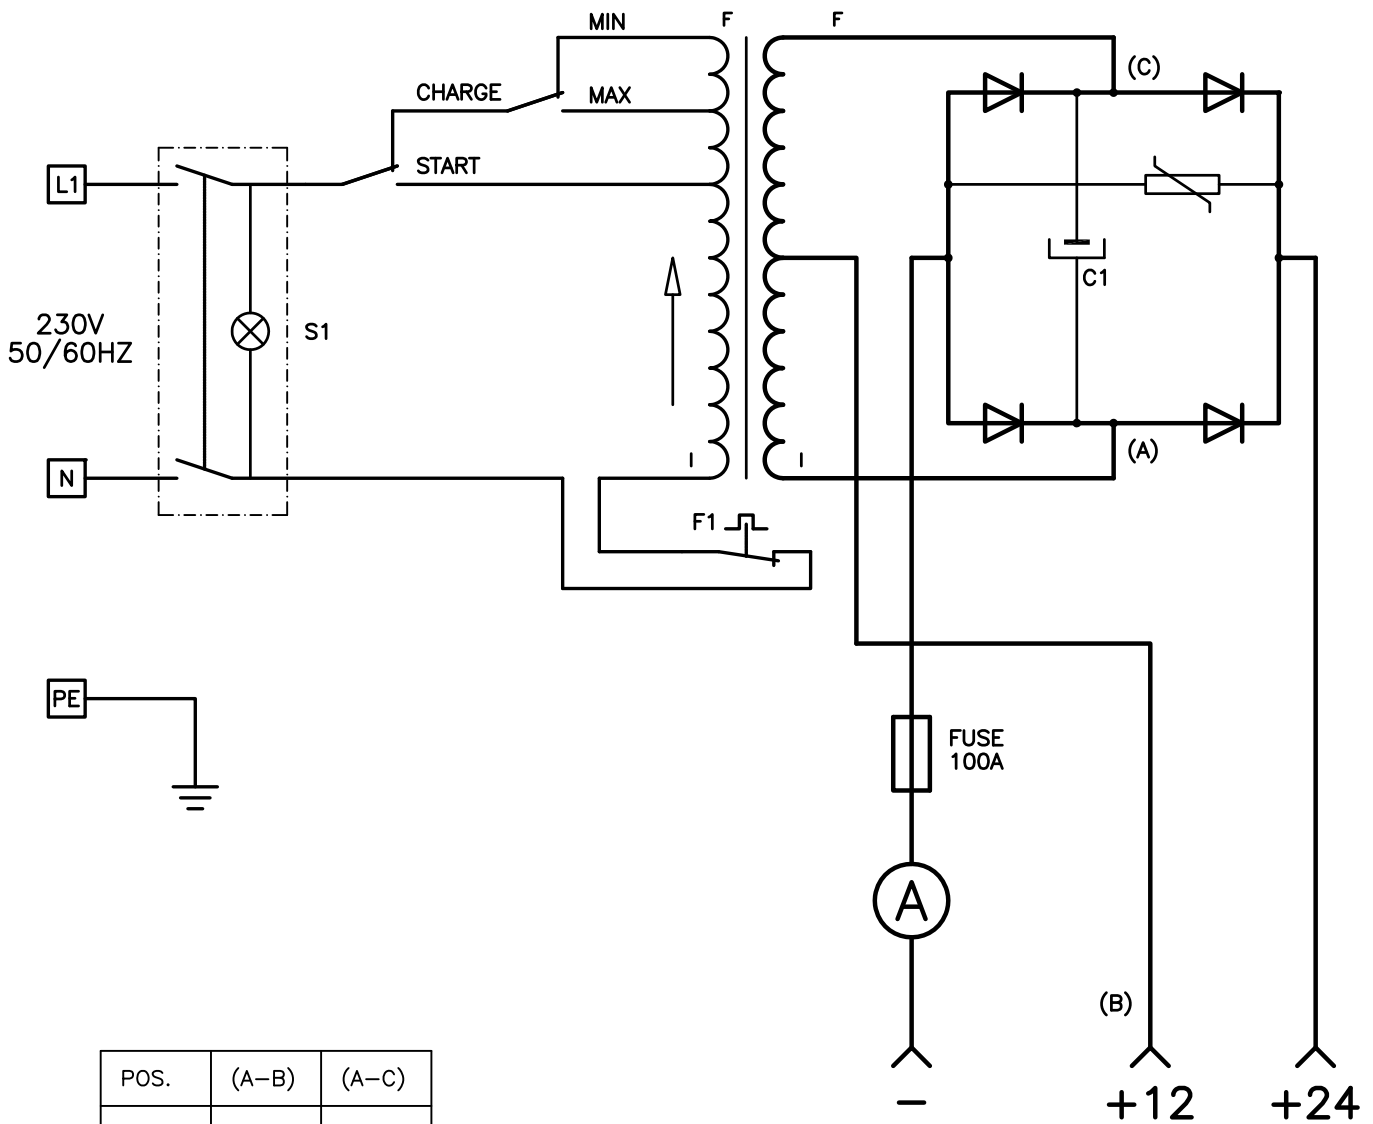 MIN
F
F
(C)
CHARGE
MAX
START
L1
C1
230V
50/60HZ
S1
I
I
(A)
N
F1
PE
FUSE
100A
A
(B)
POS.
(A-B)
(A-C)
-
+12
+24